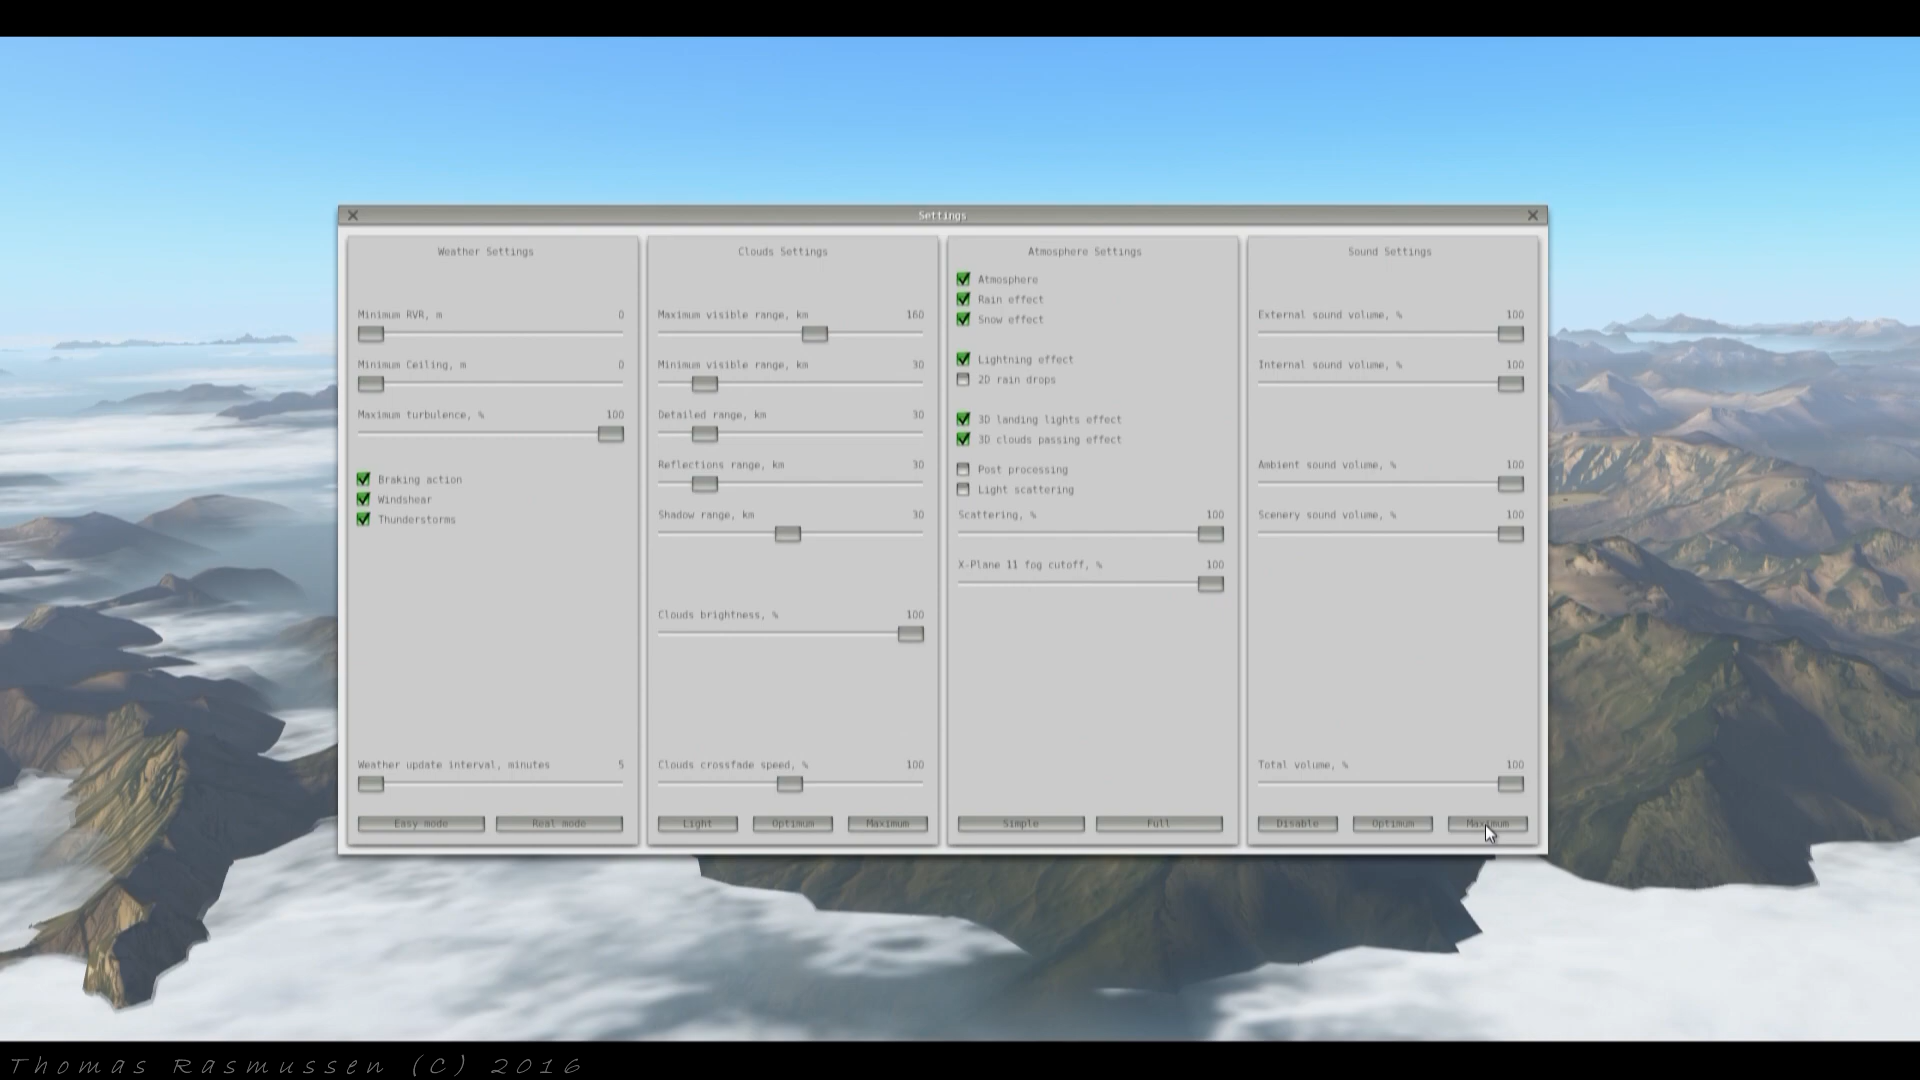 Settings
Weather Settings
Minimum RVR, m 0
Minimum Ceiling, m 0
Maximum turbulence, % 100
Braking action
Windshear
Thunderstorms
Weather update interval, minutes 5
Easy mode Real mode
Clouds Settings
Maximum visible range, km 160
Minimum visible range, km 30
Detailed range, km 30
Reflections range, km 30
Shadow range, km 30
Clouds brightness, % 100
Clouds crossfade speed, % 100
Light Optimum Maximum
Atmosphere Settings
Atmosphere
Rain effect
Snow effect
Lightning effect
2D rain drops
3D landing lights effect
3D clouds passing effect
Post processing
Light scattering
Scattering, % 100
X-Plane 11 fog cutoff, % 100
Simple Full
Sound Settings
External sound volume, % 100
Internal sound volume, % 100
Ambient sound volume, % 100
Scenery sound volume, % 100
Total volume, % 100
Disable Optimum Maximum
Thomas Rasmussen (C) 2016